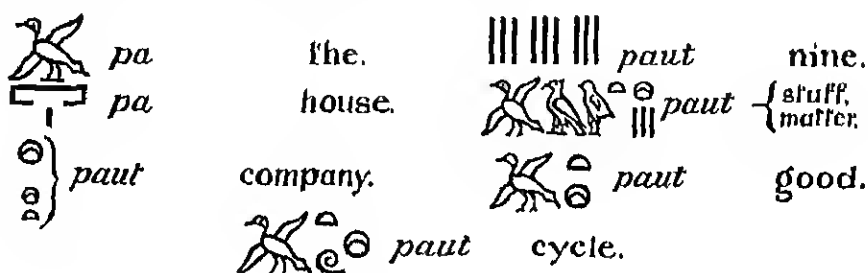 pa the. paut nine.
pa house. paut { stuff, matter.
} paut company. paut good.
paut cycle.